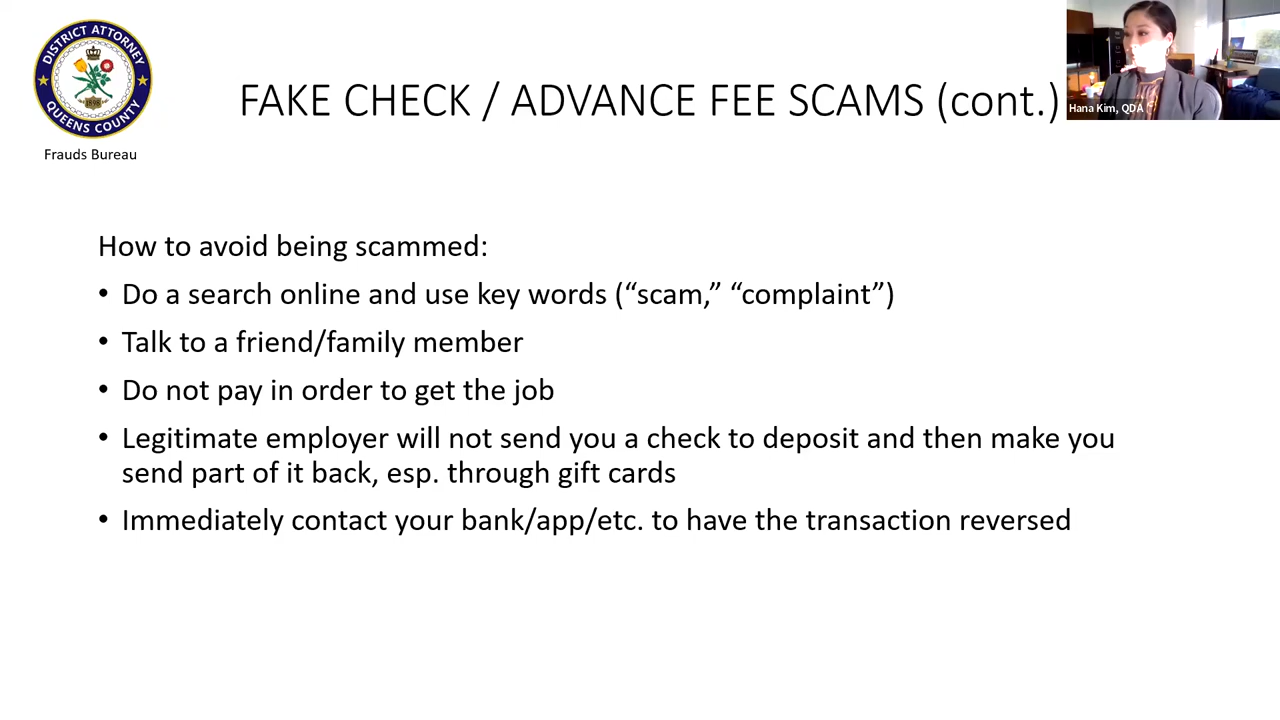 DISTRICT ATTORNEY
1898
QUEENS COUNTY
Frauds Bureau
FAKE CHECK / ADVANCE FEE SCAMS (cont.)
Hana Kim, QDA
How to avoid being scammed:
• Do a search online and use key words (“scam,” “complaint”)
• Talk to a friend/family member
• Do not pay in order to get the job
• Legitimate employer will not send you a check to deposit and then make you
send part of it back, esp. through gift cards
• Immediately contact your bank/app/etc. to have the transaction reversed